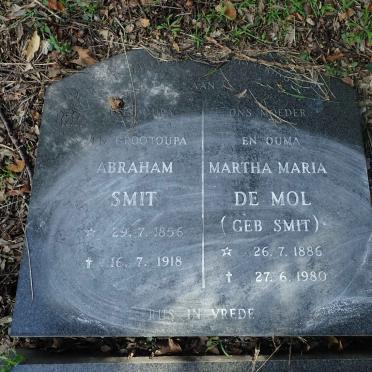 AAN
ONS MOEDER
GROOTOUPA
EN OUMA
ABRAHAM
MARTHA MARIA
SMIT
DE MOL
(GEB SMIT)
☆ 29.7.1856
☆ 26.7.1886
✝ 16.7.1918
✝ 27.6.1980
RUS IN VREDE